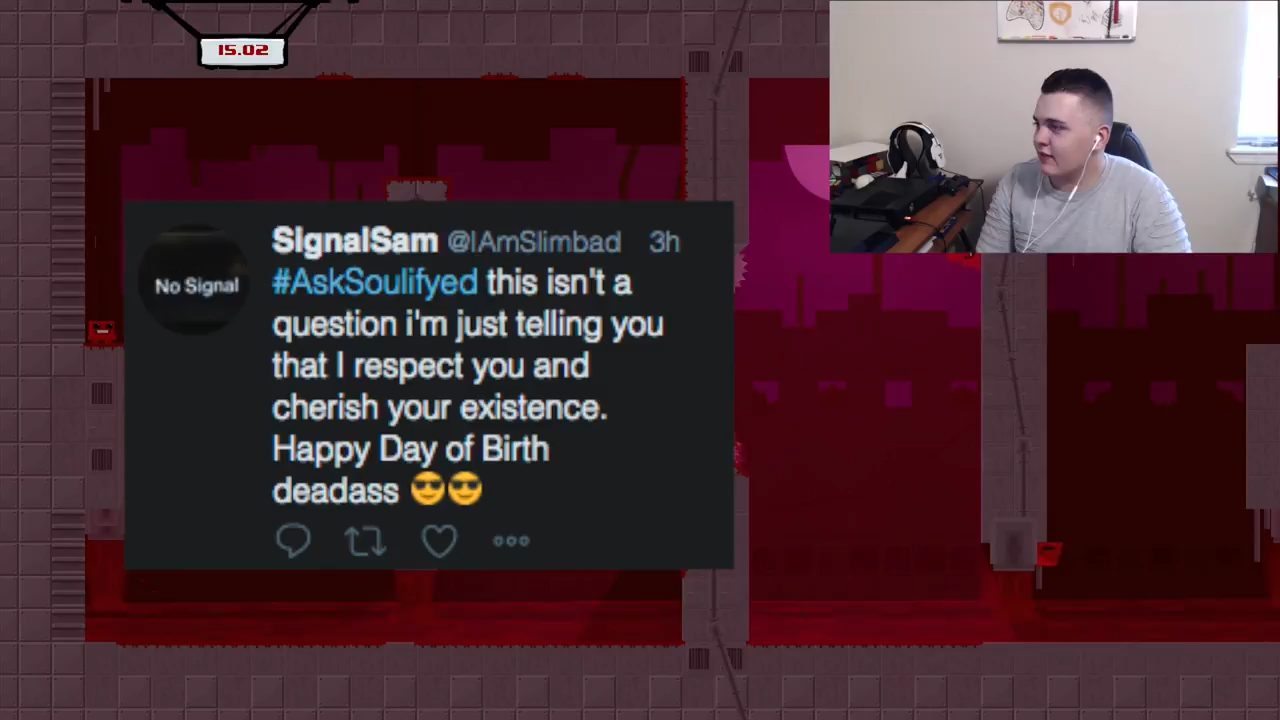 15.02
SIgnalSam @IAmSlimbad 3h
No Signal
#AskSoulifyed this isn't a
question i'm just telling you
that I respect you and
cherish your existence.
Happy Day of Birth
deadass 😎😎